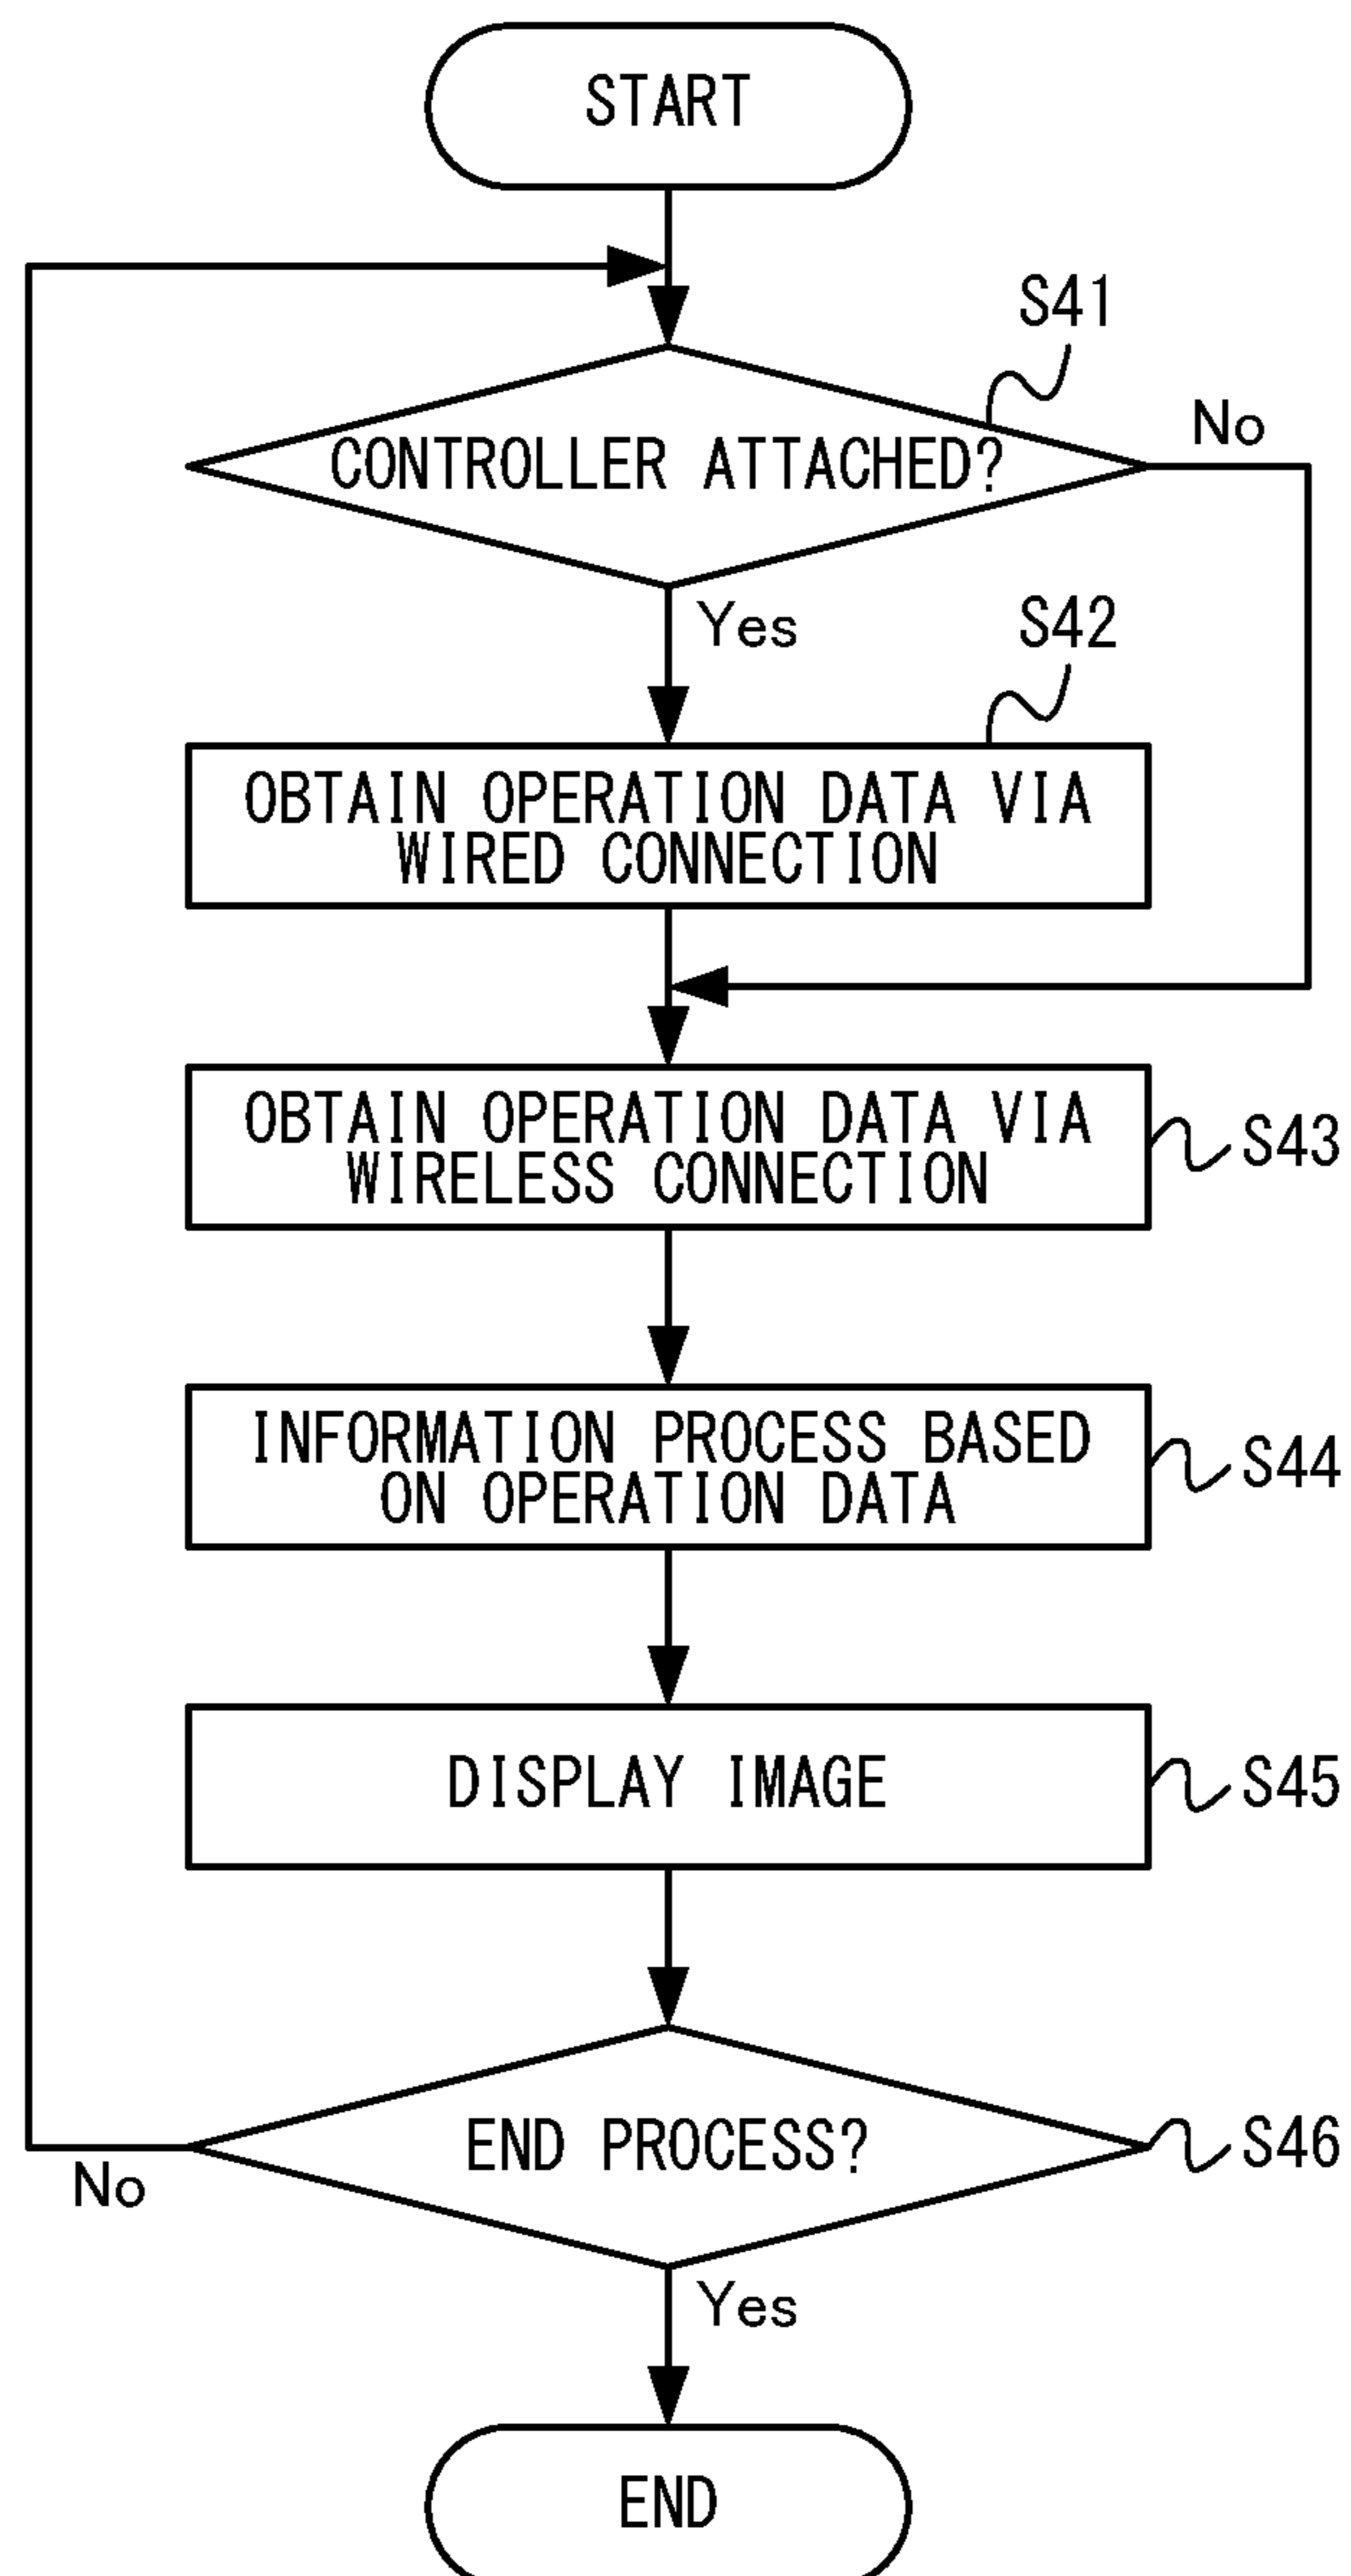 START
S41
CONTROLLER ATTACHED?
No
Yes
S42
OBTAIN OPERATION DATA VIA
WIRED CONNECTION
OBTAIN OPERATION DATA VIA
WIRELESS CONNECTION
S43
INFORMATION PROCESS BASED
ON OPERATION DATA
S44
DISPLAY IMAGE
S45
END PROCESS?
S46
No
Yes
END